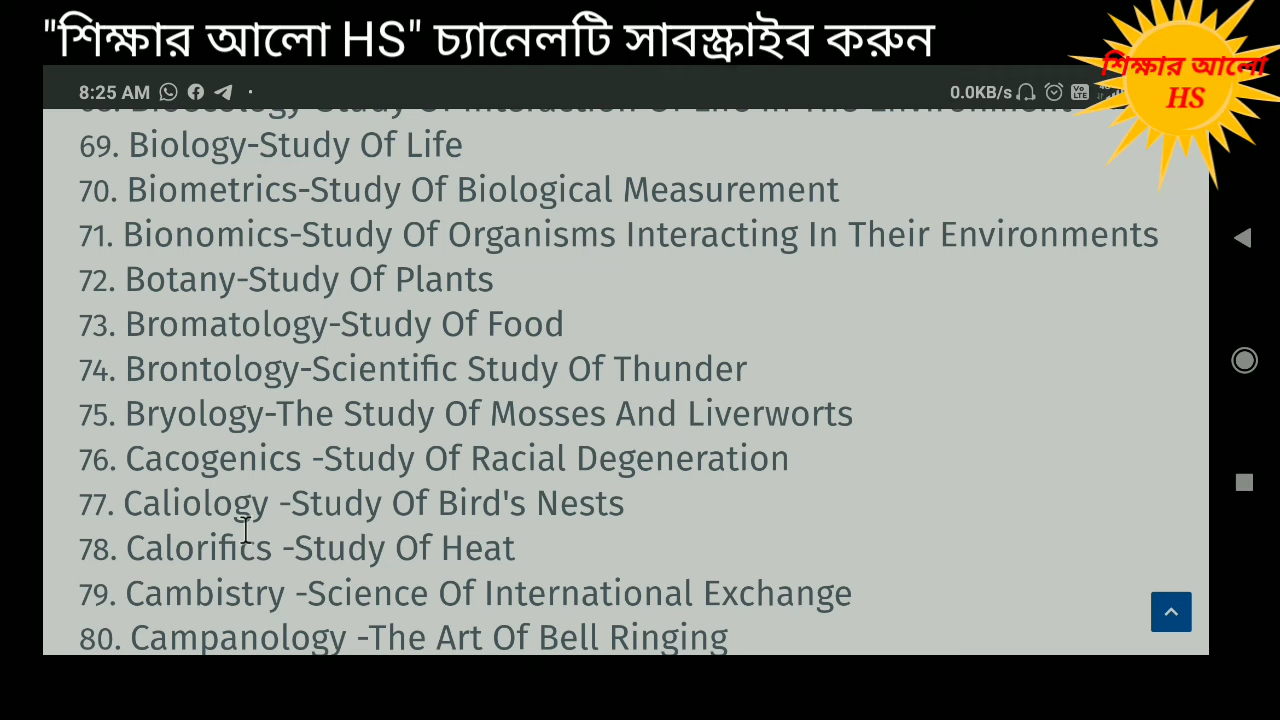 "শিক্ষার আলো HS" চ্যানেলটি সাবস্ক্রাইব করুন
শিক্ষার আলো
HS
8:25 AM
0.0KB/s
69. Biology-Study Of Life
70. Biometrics-Study Of Biological Measurement
71. Bionomics-Study Of Organisms Interacting In Their Environments
72. Botany-Study Of Plants
73. Bromatology-Study Of Food
74. Brontology-Scientific Study Of Thunder
75. Bryology-The Study Of Mosses And Liverworts
76. Cacogenics -Study Of Racial Degeneration
77. Caliology -Study Of Bird's Nests
78. Calorifics -Study Of Heat
79. Cambistry -Science Of International Exchange
80. Campanology -The Art Of Bell Ringing